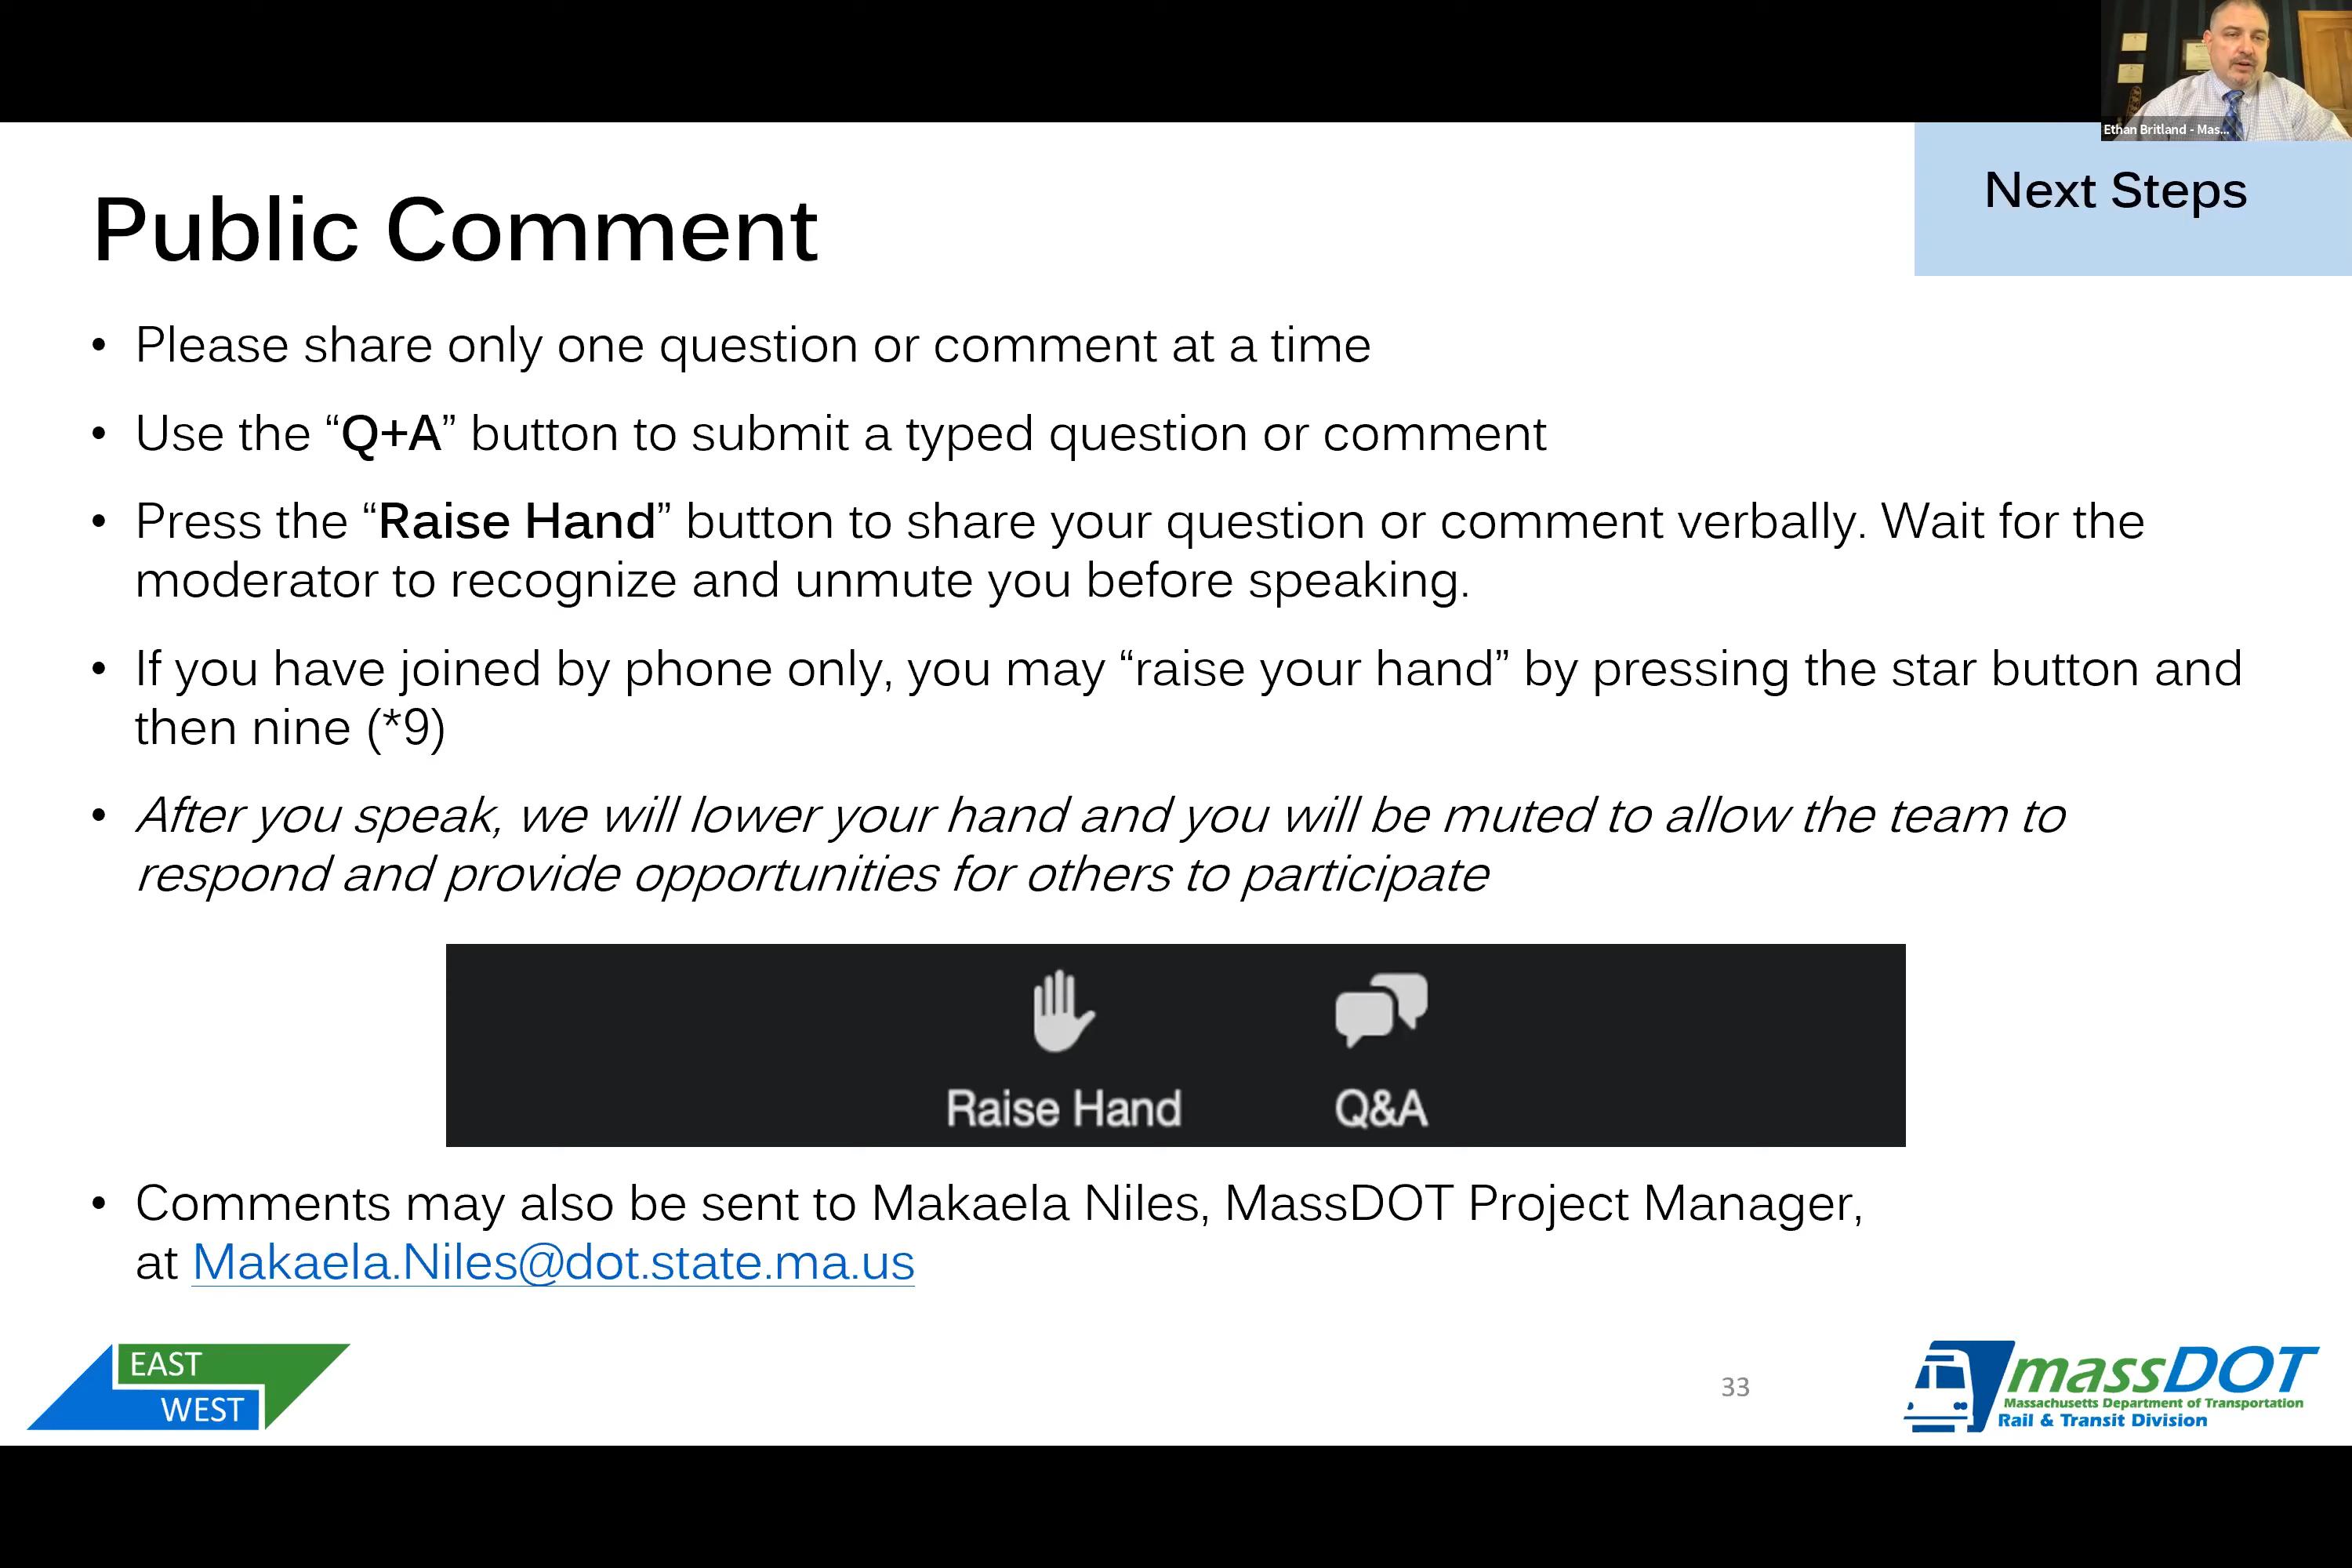 Ethan Britland - Mas...
Next Steps
Public Comment
• Please share only one question or comment at a time
• Use the “Q+A” button to submit a typed question or comment
• Press the “Raise Hand” button to share your question or comment verbally. Wait for the
moderator to recognize and unmute you before speaking.
• If you have joined by phone only, you may “raise your hand” by pressing the star button and
then nine (*9)
• After you speak, we will lower your hand and you will be muted to allow the team to
respond and provide opportunities for others to participate
Raise Hand
Q&A
• Comments may also be sent to Makaela Niles, MassDOT Project Manager,
at Makaela.Niles@dot.state.ma.us
EAST
WEST
33
massDOT
Massachusetts Department of Transportation
Rail & Transit Division